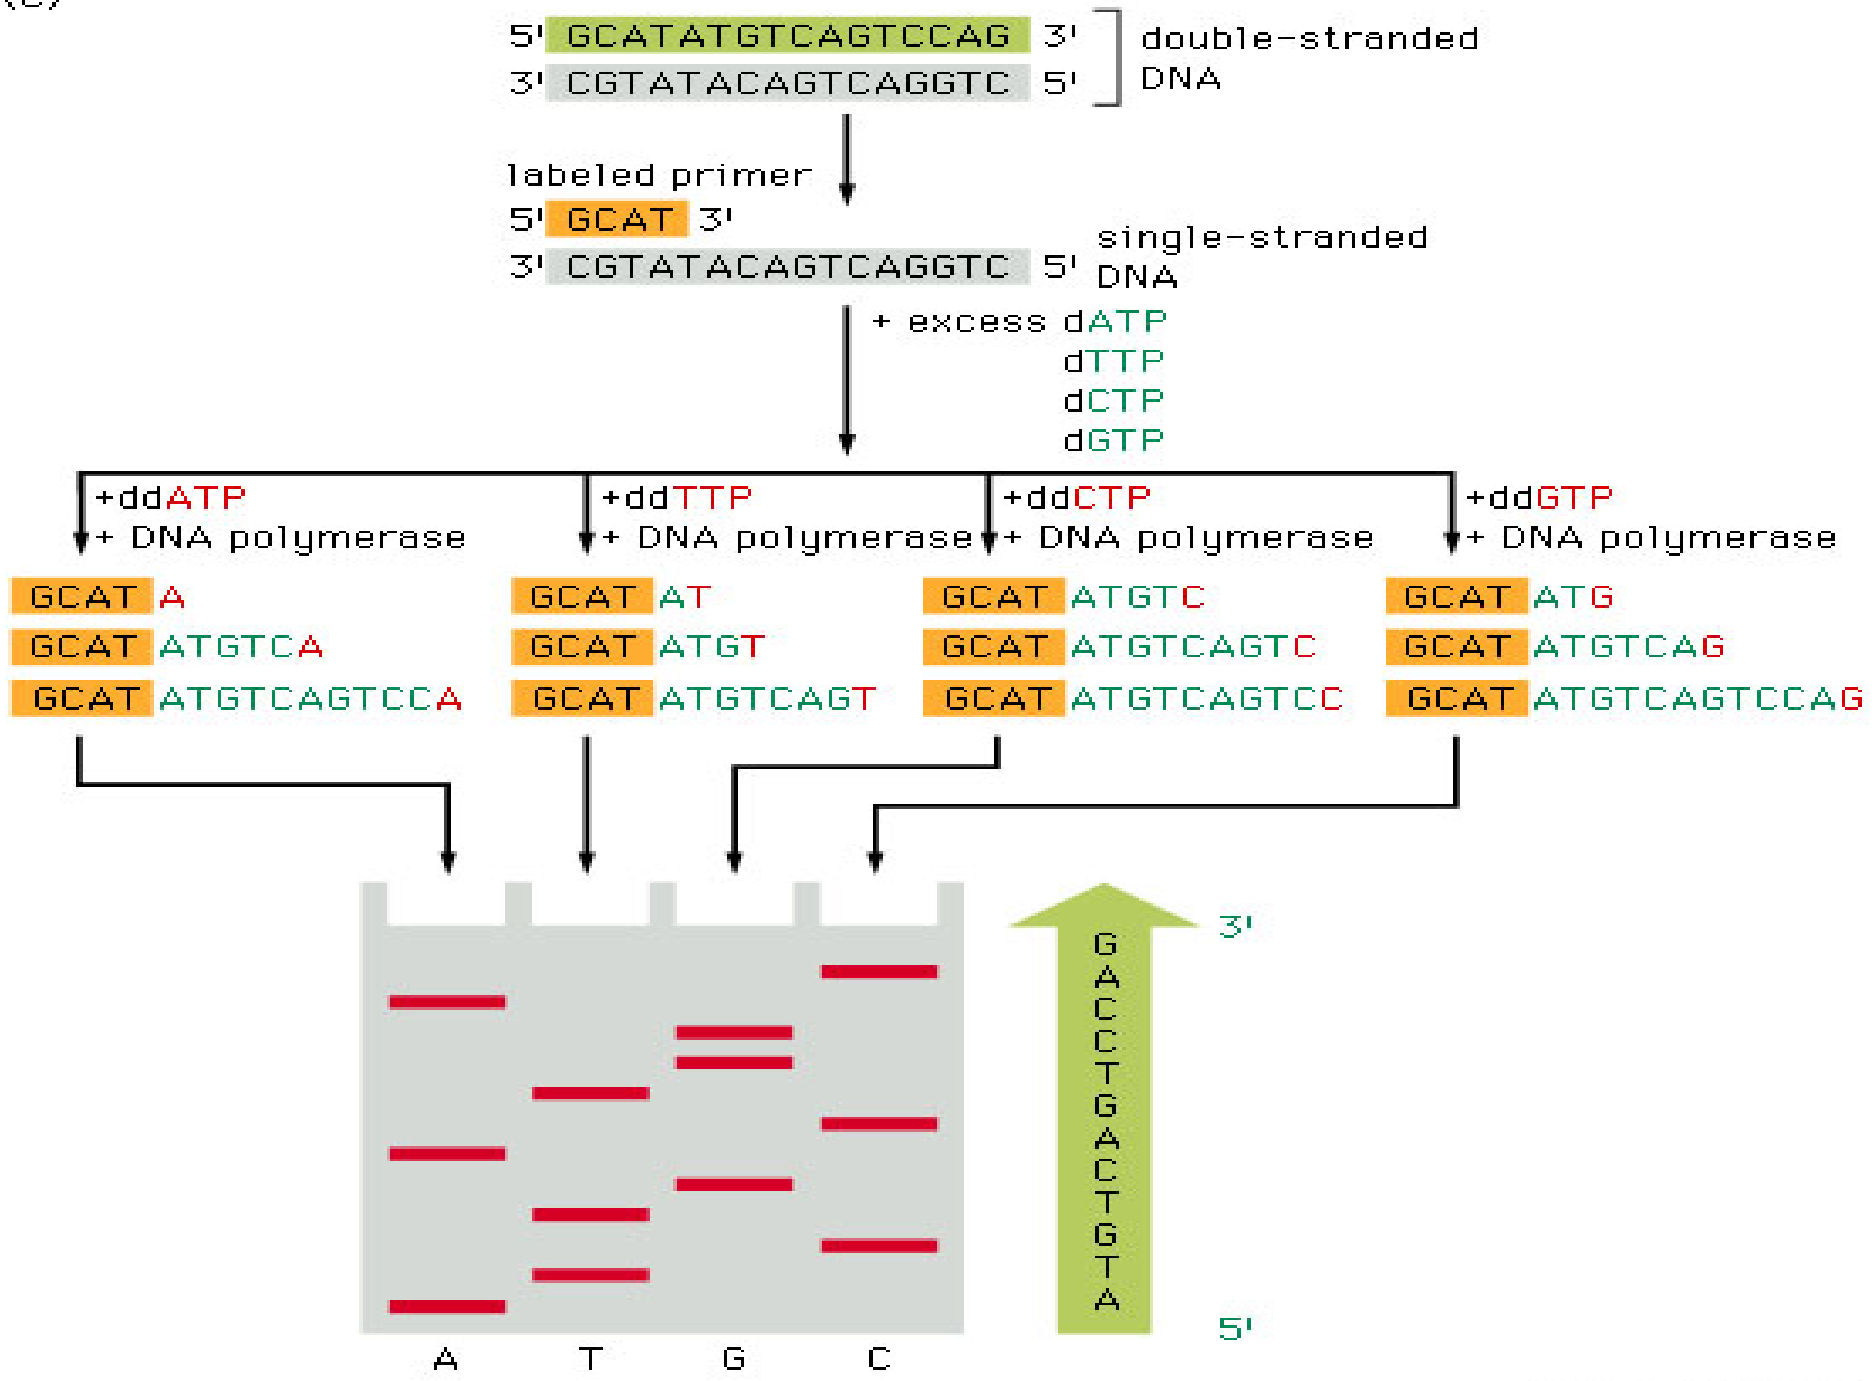 5' GCATATGTCAGTCCAG 3'
3' CGTATACAGTCAGGTC 5'
double-stranded
DNA
labeled primer
5' GCAT 3'
3' CGTATACAGTCAGGTC 5'
single-stranded
DNA
+ excess dATP
dTTP
dCTP
dGTP
+ddATP
+ DNA polymerase
+ddTTP
+ DNA polymerase
+ddCTP
+ DNA polymerase
+ddGTP
+ DNA polymerase
GCAT A
GCAT ATGTCA
GCAT ATGTCAGTCCA
GCAT AT
GCAT ATGT
GCAT ATGTCAGT
GCAT ATGTC
GCAT ATGTCAGTC
GCAT ATGTCAGTCC
GCAT ATG
GCAT ATGTCAG
GCAT ATGTCAGTCCAG
3'
G
A
C
C
T
G
A
C
T
G
T
A
5'
A T G C